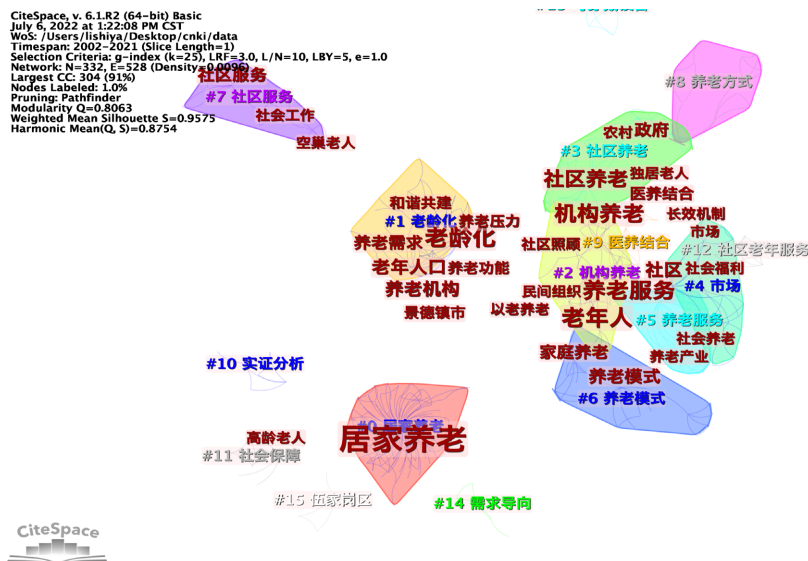 CiteSpace, v. 6.1.R2 (64-bit) Basic
July 6, 2022 at 1:22:08 PM CST
WoS: /Users/lishiya/Desktop/cnki/data
Timespan: 2002-2021 (Slice Length=1)
Selection Criteria: g-index (k=25), LRF=3.0, L/N=10, LBY=5, e=1.0
Network: N=332, E=528 (Density=0.0096)
Largest CC: 304 (91%)
Nodes Labeled: 1.0%
Pruning: Pathfinder
Modularity Q=0.8063
Weighted Mean Silhouette S=0.9575
Harmonic Mean(Q, S)=0.8754
社区服务
#7 社区服务
社会工作
空巢老人
#8 养老方式
农村 政府
#3 社区养老
社区养老 独居老人
医养结合
机构养老 长效机制
市场
和谐共建
#1 老龄化 养老压力
养老需求 老龄化
社区照顾 #9 医养结合
#12 社区老年服务
老年人口 养老功能
#2 机构养老 社区 社会福利
养老机构
民间组织 养老服务 #4 市场
景德镇市
以老养老 老年人 #5 养老服务
社会养老
家庭养老 养老产业
#10 实证分析
养老模式
#6 养老模式
#0 居家养老
居家养老
高龄老人
#11 社会保障
#15 伍家岗区
#14 需求导向
CiteSpace